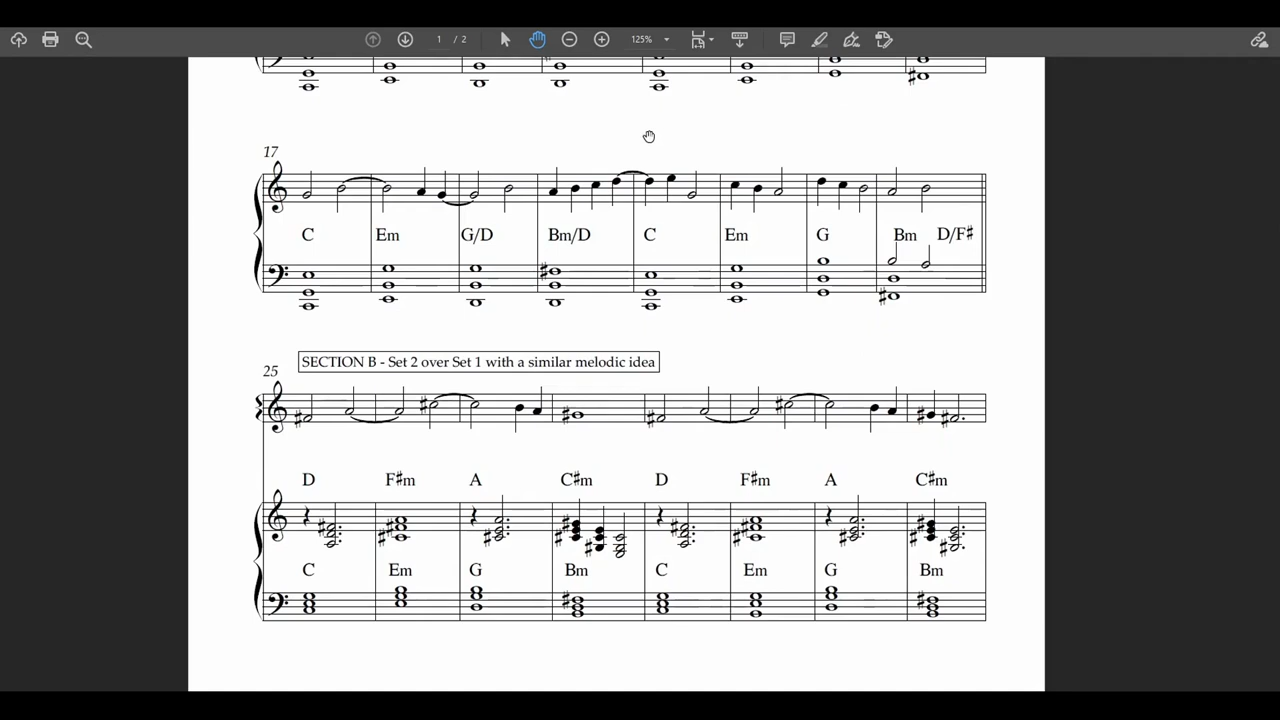 1 / 2 125%
17
C Em G/D Bm/D C Em G Bm D/F♯
25 SECTION B - Set 2 over Set 1 with a similar melodic idea
D F♯m A C♯m D F♯m A C♯m
C Em G Bm C Em G Bm